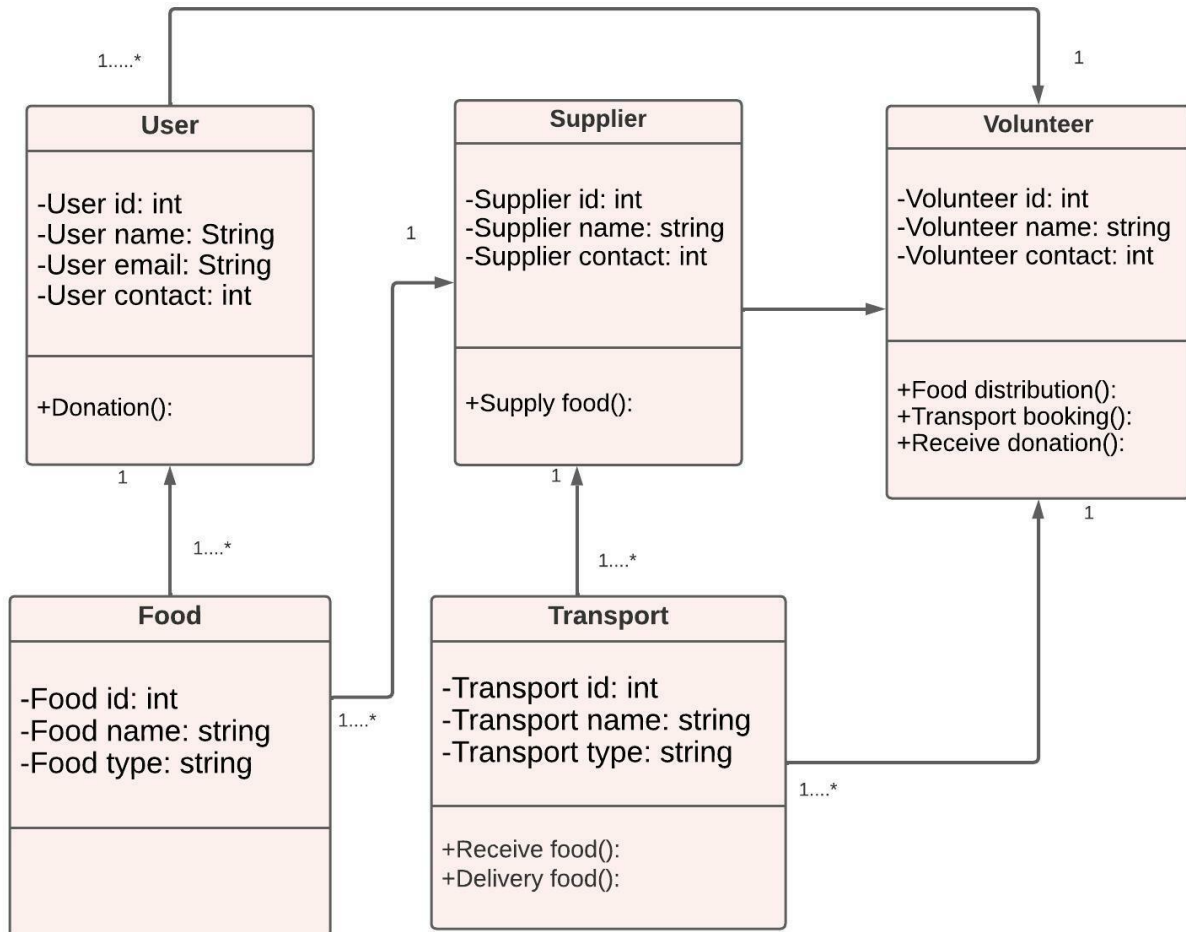 1.....*
1
User
-User id: int
-User name: String
-User email: String
-User contact: int
+Donation():
1
1....*
Supplier
-Supplier id: int
-Supplier name: string
-Supplier contact: int
+Supply food():
1
1
1....*
Volunteer
-Volunteer id: int
-Volunteer name: string
-Volunteer contact: int
+Food distribution():
+Transport booking():
+Receive donation():
1
Food
-Food id: int
-Food name: string
-Food type: string
1....*
Transport
-Transport id: int
-Transport name: string
-Transport type: string
+Receive food():
+Delivery food():
1....*